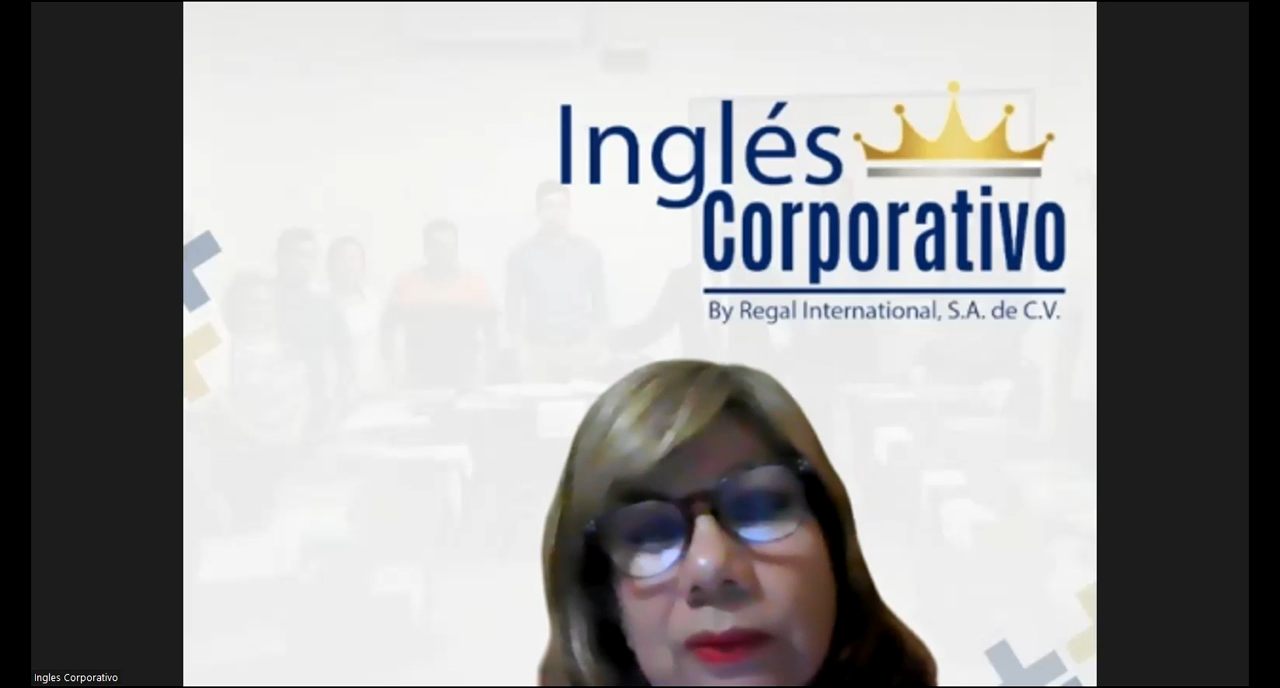 Inglés
Corporativo
By Regal International, S.A. de C.V.
Ingles Corporativo